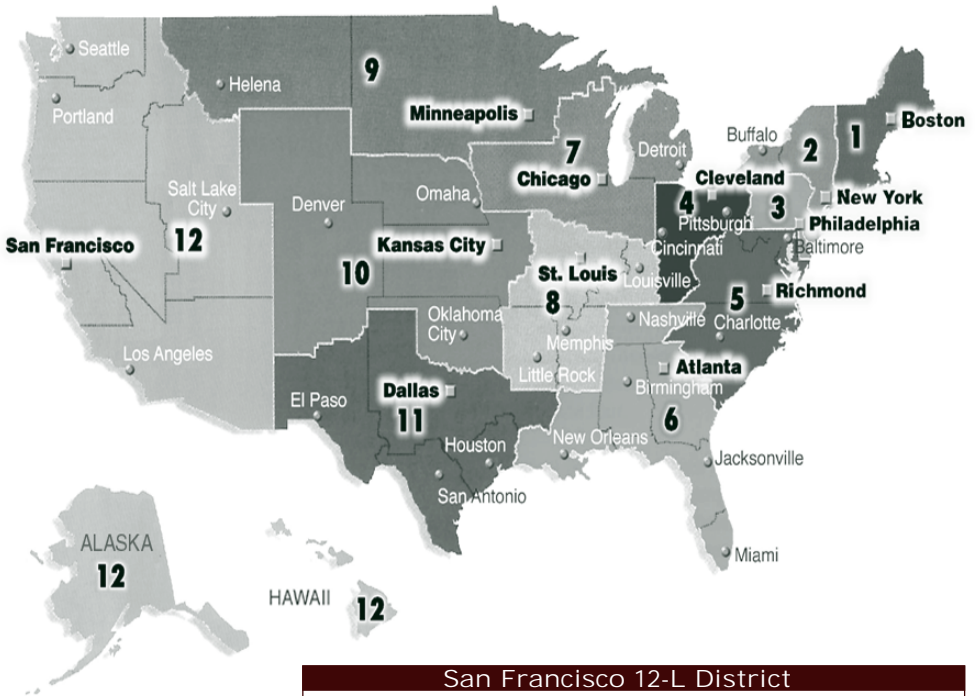 Seattle
Helena
Portland
9
Minneapolis
Boston
1
2
Buffalo
7
Detroit
Chicago
Cleveland
4
3
New York
Pittsburgh
Philadelphia
Salt Lake
City
Denver
Omaha
12
San Francisco
Kansas City
Cincinnati
Baltimore
10
St. Louis
Louisville
8
5
Richmond
Oklahoma
City
Nashville
Charlotte
Memphis
Los Angeles
Little Rock
Atlanta
Birmingham
Dallas
El Paso
11
6
Houston
New Orleans
Jacksonville
San Antonio
Miami
ALASKA
12
HAWAII
12
San Francisco 12-L District